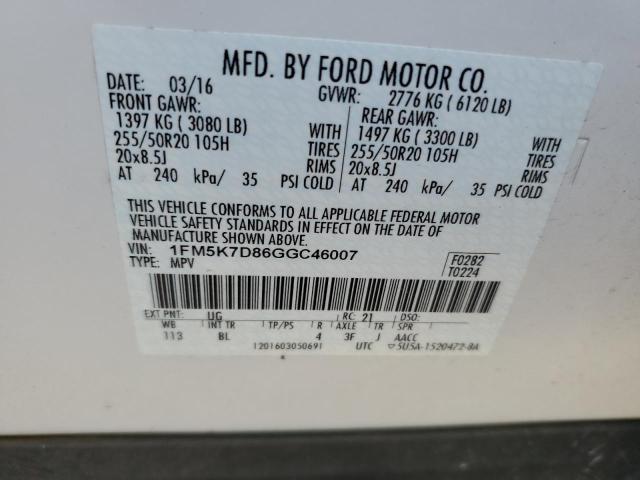 MFD. BY FORD MOTOR CO.
DATE: 03/16 GVWR: 2776 KG ( 6120 LB)
FRONT GAWR: REAR GAWR:
1397 KG ( 3080 LB) WITH 1497 KG ( 3300 LB) WITH
255/50R20 105H TIRES 255/50R20 105H TIRES
20x8.5J RIMS 20x8.5J RIMS
AT 240 kPa/ 35 PSI COLD AT 240 kPa/ 35 PSI COLD
THIS VEHICLE CONFORMS TO ALL APPLICABLE FEDERAL MOTOR
VEHICLE SAFETY STANDARDS IN EFFECT ON THE DATE OF
MANUFACTURE SHOWN ABOVE.
VIN: 1FM5K7D86GGC46007 F0282
TYPE: MPV T0224
EXT PNT: UG RC: 21 DSO:
WB INT TR TP/PS R AXLE TR SPR
113 BL 4 3F J AACC
1201603050691 UTC ▽5U5A-1520472-BA